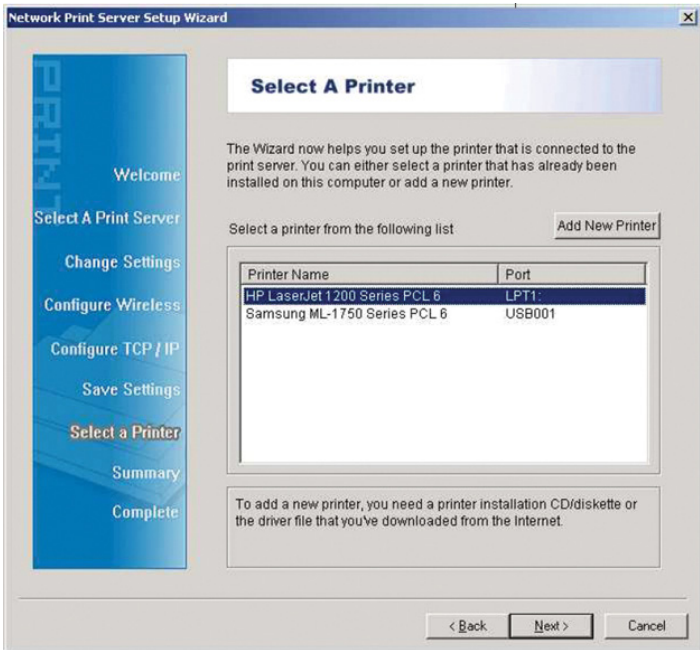 Network Print Server Setup Wizard
PRINT
Welcome
Select A Print Server
Change Settings
Configure Wireless
Configure TCP / IP
Save Settings
Select a Printer
Summary
Complete
Select A Printer
The Wizard now helps you set up the printer that is connected to the
print server. You can either select a printer that has already been
installed on this computer or add a new printer.
Select a printer from the following list
Add New Printer
Printer Name Port
HP LaserJet 1200 Series PCL 6 LPT1:
Samsung ML-1750 Series PCL 6 USB001
To add a new printer, you need a printer installation CD/diskette or
the driver file that you've downloaded from the Internet.
< Back Next > Cancel